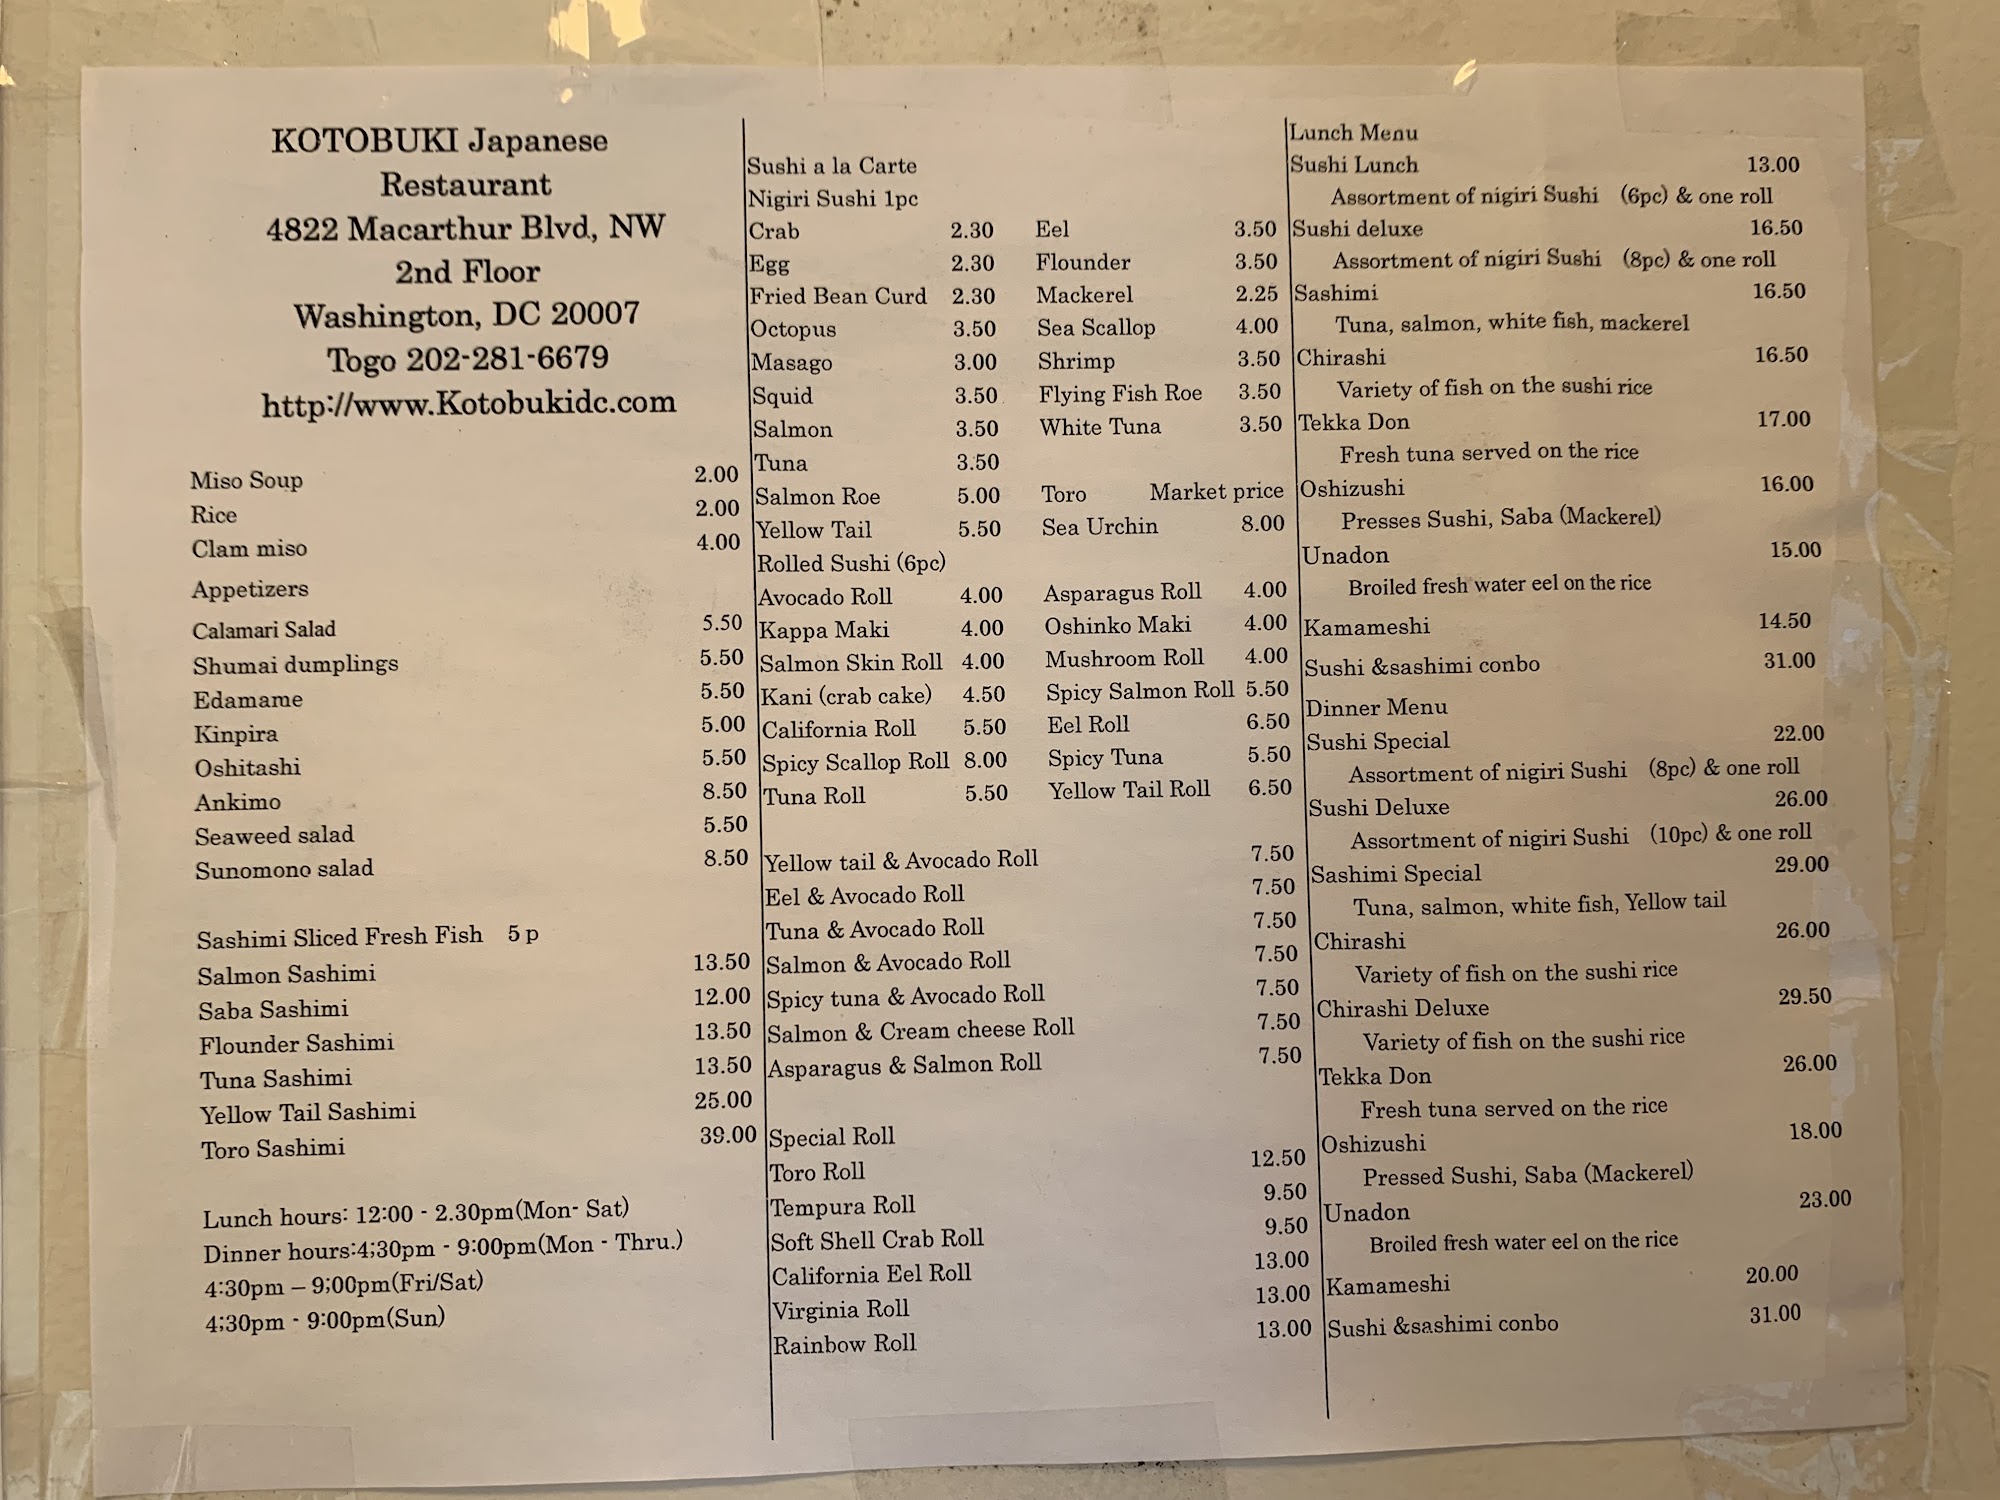 KOTOBUKI Japanese
Restaurant
4822 Macarthur Blvd, NW
2nd Floor
Washington, DC 20007
Togo 202-281-6679
http://www.Kotobukidc.com
Miso Soup 2.00
Rice 2.00
Clam miso 4.00
Appetizers
Calamari Salad 5.50
Shumai dumplings 5.50
Edamame 5.50
Kinpira 5.00
Oshitashi 5.50
Ankimo 8.50
Seaweed salad 5.50
Sunomono salad 8.50
Sashimi Sliced Fresh Fish 5 p
Salmon Sashimi 13.50
Saba Sashimi 12.00
Flounder Sashimi 13.50
Tuna Sashimi 13.50
Yellow Tail Sashimi 25.00
Toro Sashimi 39.00
Lunch hours: 12:00 - 2.30pm(Mon- Sat)
Dinner hours:4;30pm - 9:00pm(Mon - Thru.)
4:30pm – 9;00pm(Fri/Sat)
4;30pm - 9:00pm(Sun)
Sushi a la Carte
Nigiri Sushi 1pc
Crab 2.30 Eel 3.50
Egg 2.30 Flounder 3.50
Fried Bean Curd 2.30 Mackerel 2.25
Octopus 3.50 Sea Scallop 4.00
Masago 3.00 Shrimp 3.50
Squid 3.50 Flying Fish Roe 3.50
Salmon 3.50 White Tuna 3.50
Tuna 3.50
Salmon Roe 5.00 Toro Market price
Yellow Tail 5.50 Sea Urchin 8.00
Rolled Sushi (6pc)
Avocado Roll 4.00 Asparagus Roll 4.00
Kappa Maki 4.00 Oshinko Maki 4.00
Salmon Skin Roll 4.00 Mushroom Roll 4.00
Kani (crab cake) 4.50 Spicy Salmon Roll 5.50
California Roll 5.50 Eel Roll 6.50
Spicy Scallop Roll 8.00 Spicy Tuna 5.50
Tuna Roll 5.50 Yellow Tail Roll 6.50
Yellow tail & Avocado Roll 7.50
Eel & Avocado Roll 7.50
Tuna & Avocado Roll 7.50
Salmon & Avocado Roll 7.50
Spicy tuna & Avocado Roll 7.50
Salmon & Cream cheese Roll 7.50
Asparagus & Salmon Roll 7.50
Special Roll
Toro Roll 12.50
Tempura Roll 9.50
Soft Shell Crab Roll 9.50
California Eel Roll 13.00
Virginia Roll 13.00
Rainbow Roll 13.00
Lunch Menu
Sushi Lunch 13.00
Assortment of nigiri Sushi (6pc) & one roll
Sushi deluxe 16.50
Assortment of nigiri Sushi (8pc) & one roll
Sashimi 16.50
Tuna, salmon, white fish, mackerel
Chirashi 16.50
Variety of fish on the sushi rice
Tekka Don 17.00
Fresh tuna served on the rice
Oshizushi 16.00
Presses Sushi, Saba (Mackerel)
Unadon 15.00
Broiled fresh water eel on the rice
Kamameshi 14.50
Sushi &sashimi conbo 31.00
Dinner Menu
Sushi Special 22.00
Assortment of nigiri Sushi (8pc) & one roll
Sushi Deluxe 26.00
Assortment of nigiri Sushi (10pc) & one roll
Sashimi Special 29.00
Tuna, salmon, white fish, Yellow tail
Chirashi 26.00
Variety of fish on the sushi rice
Chirashi Deluxe 29.50
Variety of fish on the sushi rice
Tekka Don 26.00
Fresh tuna served on the rice
Oshizushi 18.00
Pressed Sushi, Saba (Mackerel)
Unadon 23.00
Broiled fresh water eel on the rice
Kamameshi 20.00
Sushi &sashimi conbo 31.00